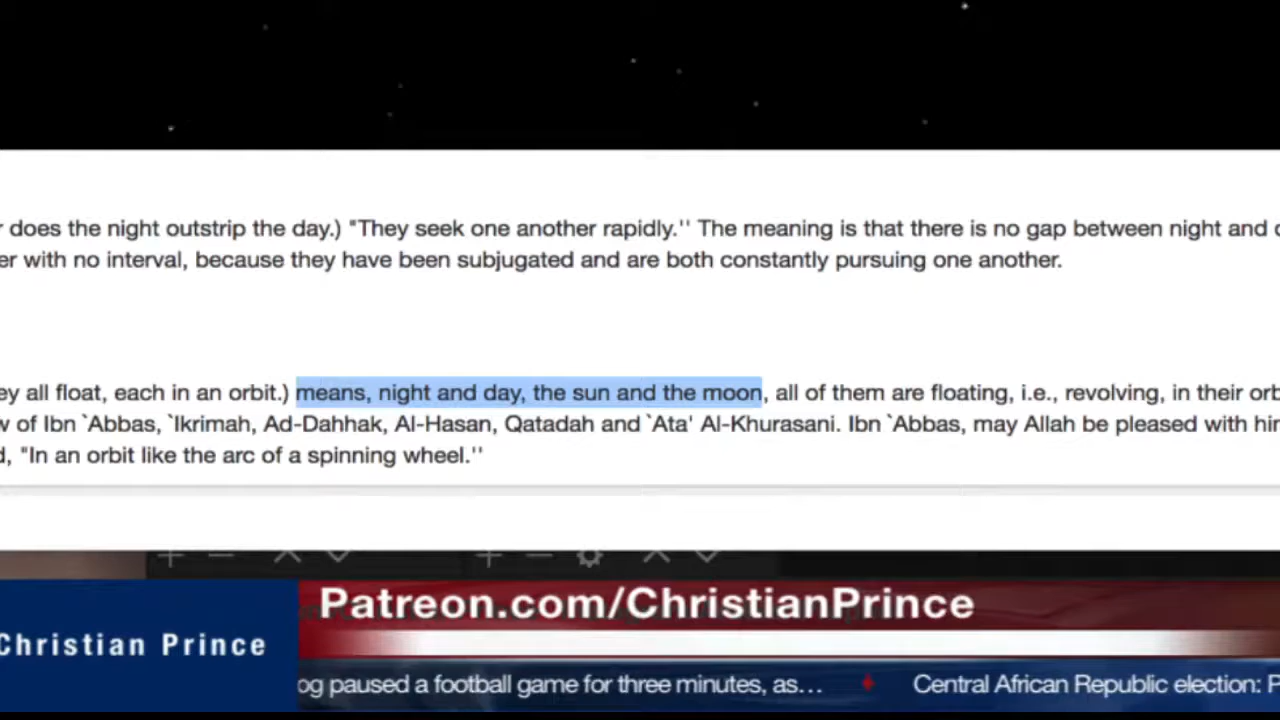 does the night outstrip the day.) "They seek one another rapidly.'' The meaning is that there is no gap between night and
with no interval, because they have been subjugated and are both constantly pursuing one another.
all float, each in an orbit.) means, night and day, the sun and the moon, all of them are floating, i.e., revolving, in their
of Ibn `Abbas, `Ikrimah, Ad-Dahhak, Al-Hasan, Qatadah and `Ata' Al-Khurasani. Ibn `Abbas, may Allah be pleased with
"In an orbit like the arc of a spinning wheel.''
Patreon.com/ChristianPrince
Christian Prince
paused a football game for three minutes, as... Central African Republic election: